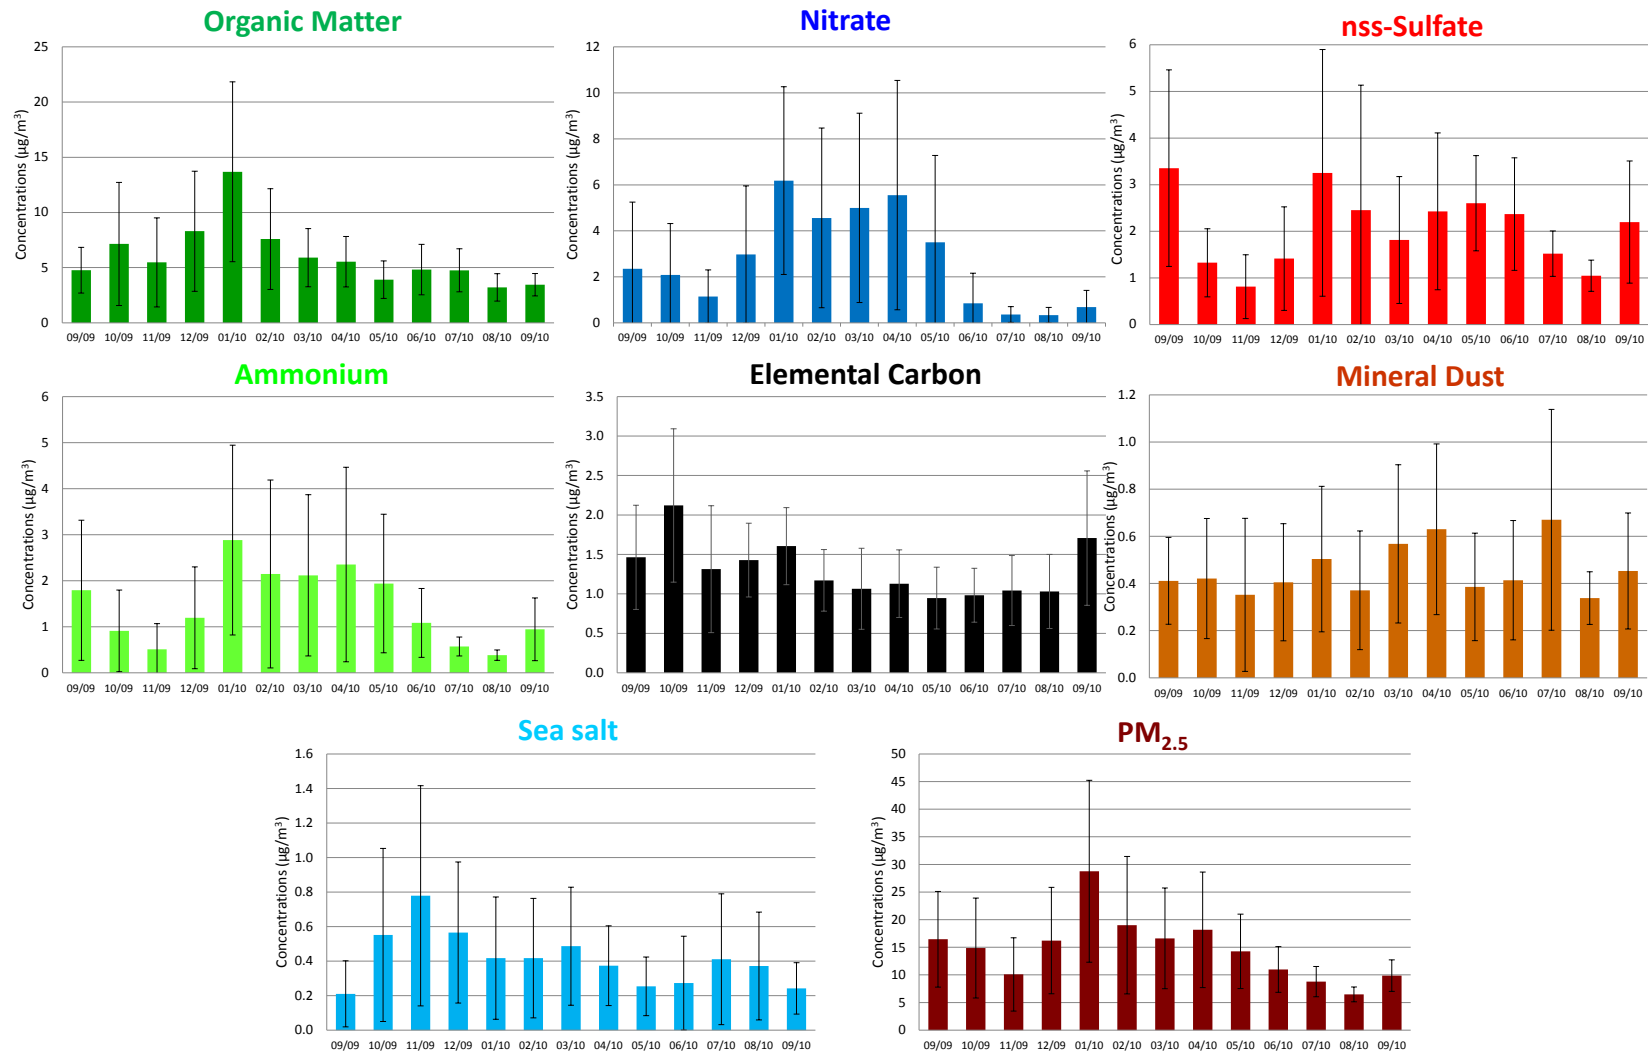 Organic Matter
Concentrations (µg/m³)
25
20
15
10
5
0
09/09 10/09 11/09 12/09 01/10 02/10 03/10 04/10 05/10 06/10 07/10 08/10 09/10
Nitrate
Concentrations (µg/m³)
12
10
8
6
4
2
0
09/09 10/09 11/09 12/09 01/10 02/10 03/10 04/10 05/10 06/10 07/10 08/10 09/10
nss-Sulfate
Concentrations (µg/m³)
6
5
4
3
2
1
0
09/09 10/09 11/09 12/09 01/10 02/10 03/10 04/10 05/10 06/10 07/10 08/10 09/10
Ammonium
Concentrations (µg/m³)
6
5
4
3
2
1
0
09/09 10/09 11/09 12/09 01/10 02/10 03/10 04/10 05/10 06/10 07/10 08/10 09/10
Elemental Carbon
Concentrations (µg/m³)
3.5
3.0
2.5
2.0
1.5
1.0
0.5
0.0
09/09 10/09 11/09 12/09 01/10 02/10 03/10 04/10 05/10 06/10 07/10 08/10 09/10
Mineral Dust
Concentrations (µg/m³)
1.2
1.0
0.8
0.6
0.4
0.2
0.0
09/09 10/09 11/09 12/09 01/10 02/10 03/10 04/10 05/10 06/10 07/10 08/10 09/10
Sea salt
Concentrations (µg/m³)
1.6
1.4
1.2
1.0
0.8
0.6
0.4
0.2
0.0
09/09 10/09 11/09 12/09 01/10 02/10 03/10 04/10 05/10 06/10 07/10 08/10 09/10
PM₂.₅
Concentrations (µg/m³)
50
45
40
35
30
25
20
15
10
5
0
09/09 10/09 11/09 12/09 01/10 02/10 03/10 04/10 05/10 06/10 07/10 08/10 09/10